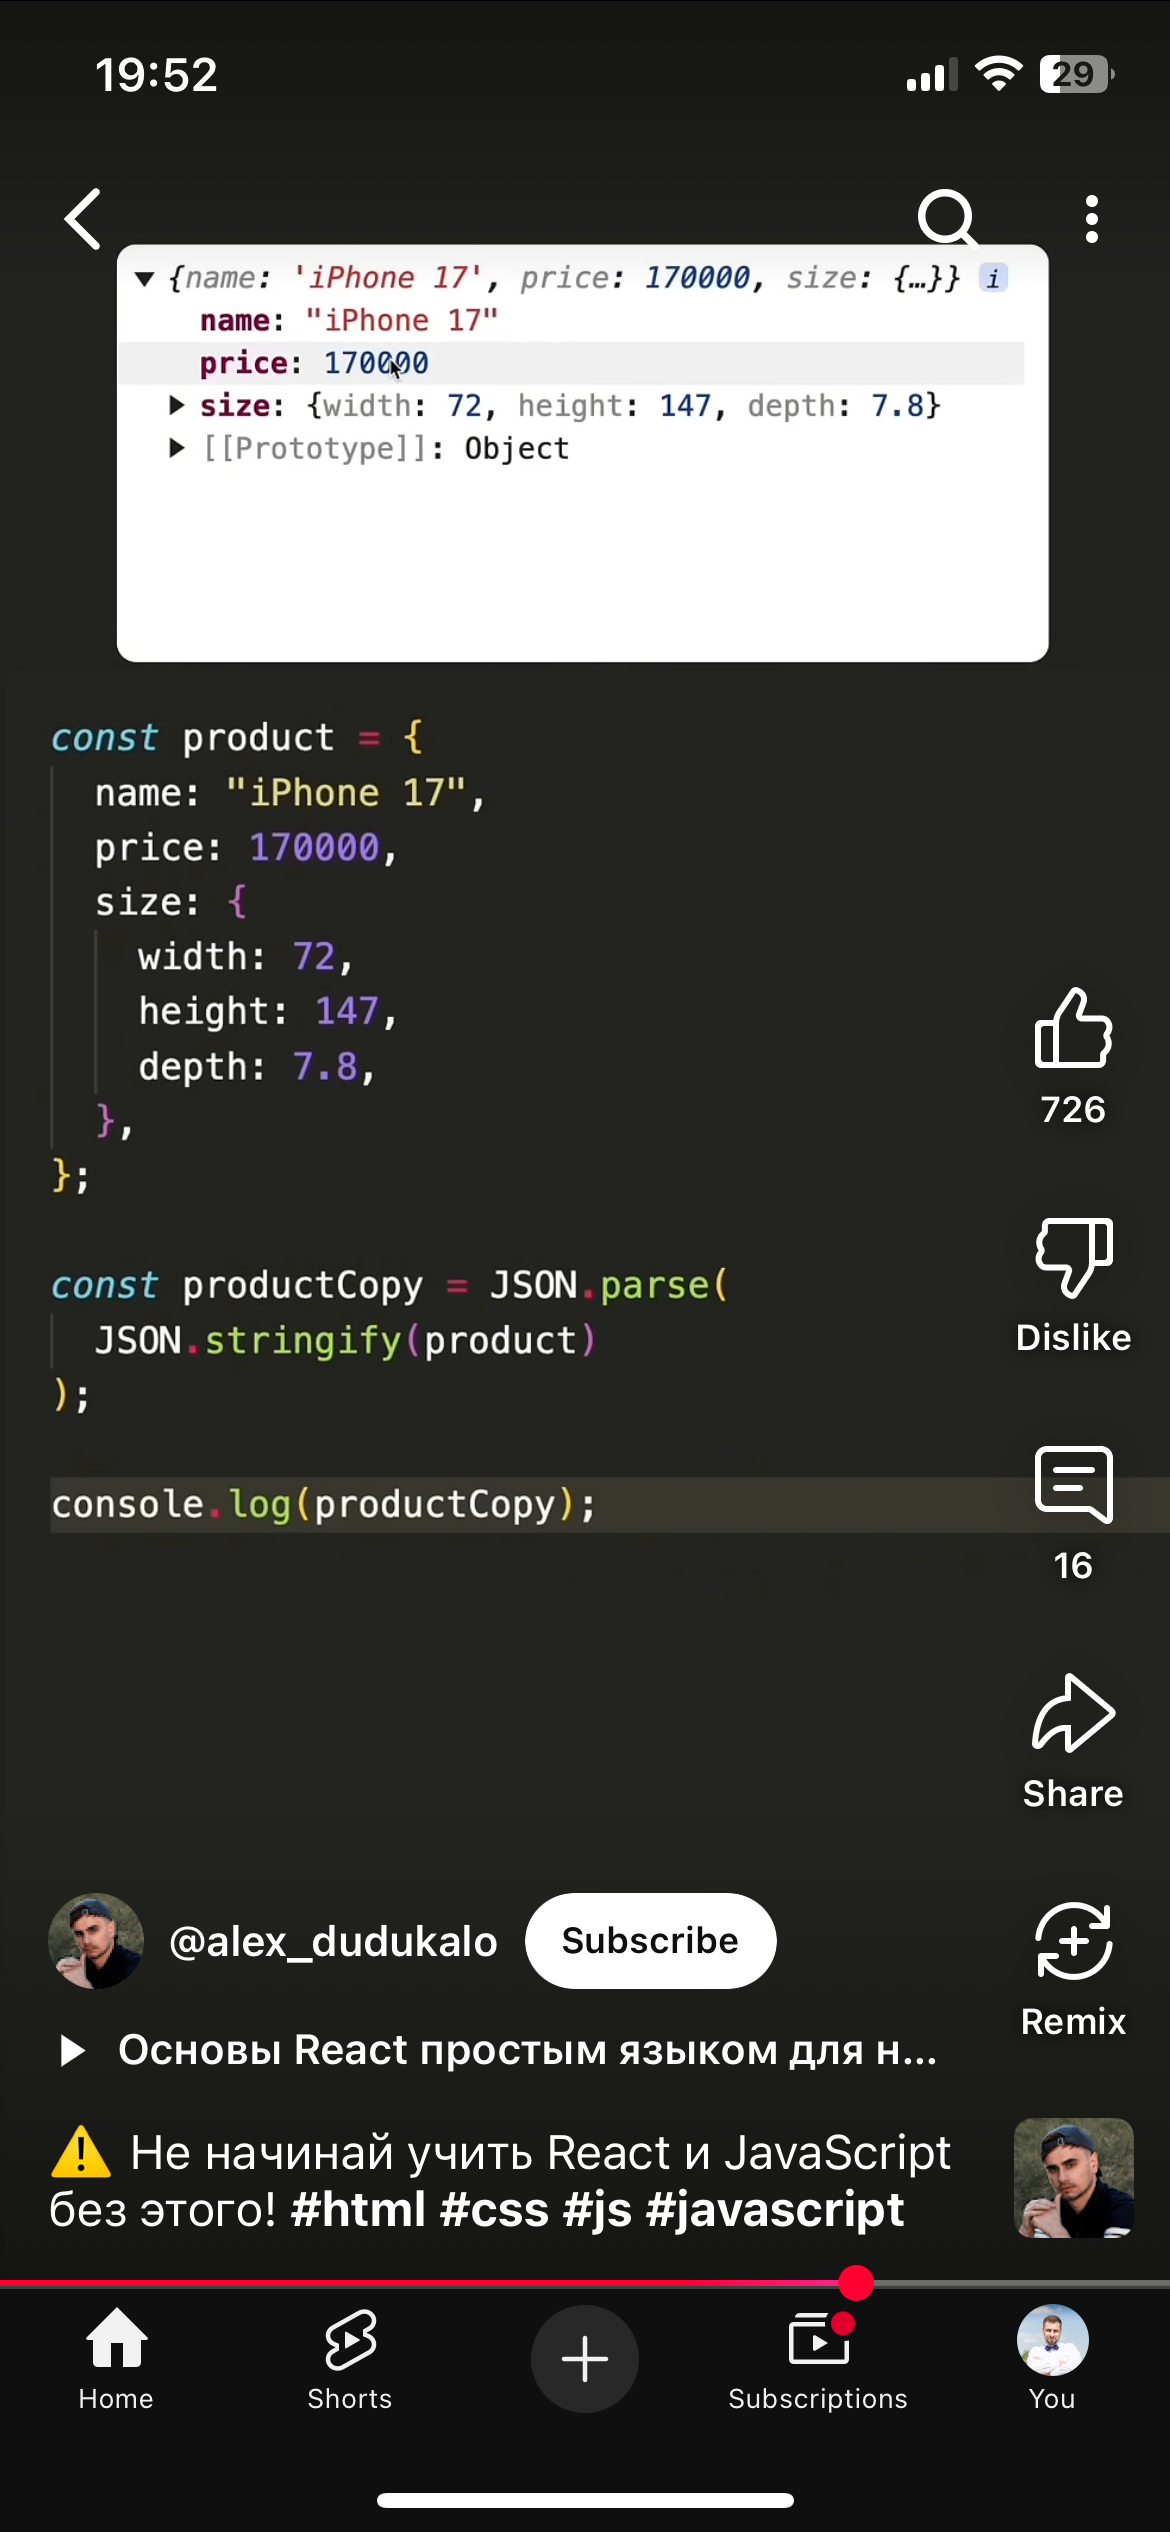 19:52
29
▼ {name: 'iPhone 17', price: 170000, size: {…}} i
name: "iPhone 17"
price: 170000
▶ size: {width: 72, height: 147, depth: 7.8}
▶ [[Prototype]]: Object
const product = {
name: "iPhone 17",
price: 170000,
size: {
width: 72,
height: 147,
depth: 7.8,
},
};
const productCopy = JSON.parse(
JSON.stringify(product)
);
console.log(productCopy);
726
Dislike
16
Share
Remix
@alex_dudukalo
Subscribe
▶ Основы React простым языком для н...
⚠️ Не начинай учить React и JavaScript
без этого! #html #css #js #javascript
Home
Shorts
Subscriptions
You